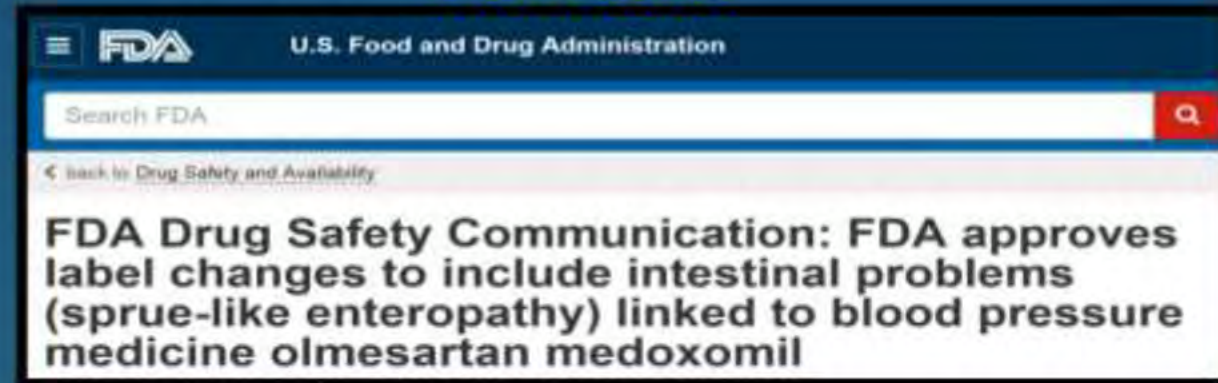 FDA U.S. Food and Drug Administration
Search FDA
back to Drug Safety and Availability
FDA Drug Safety Communication: FDA approves
label changes to include intestinal problems
(sprue-like enteropathy) linked to blood pressure
medicine olmesartan medoxomil